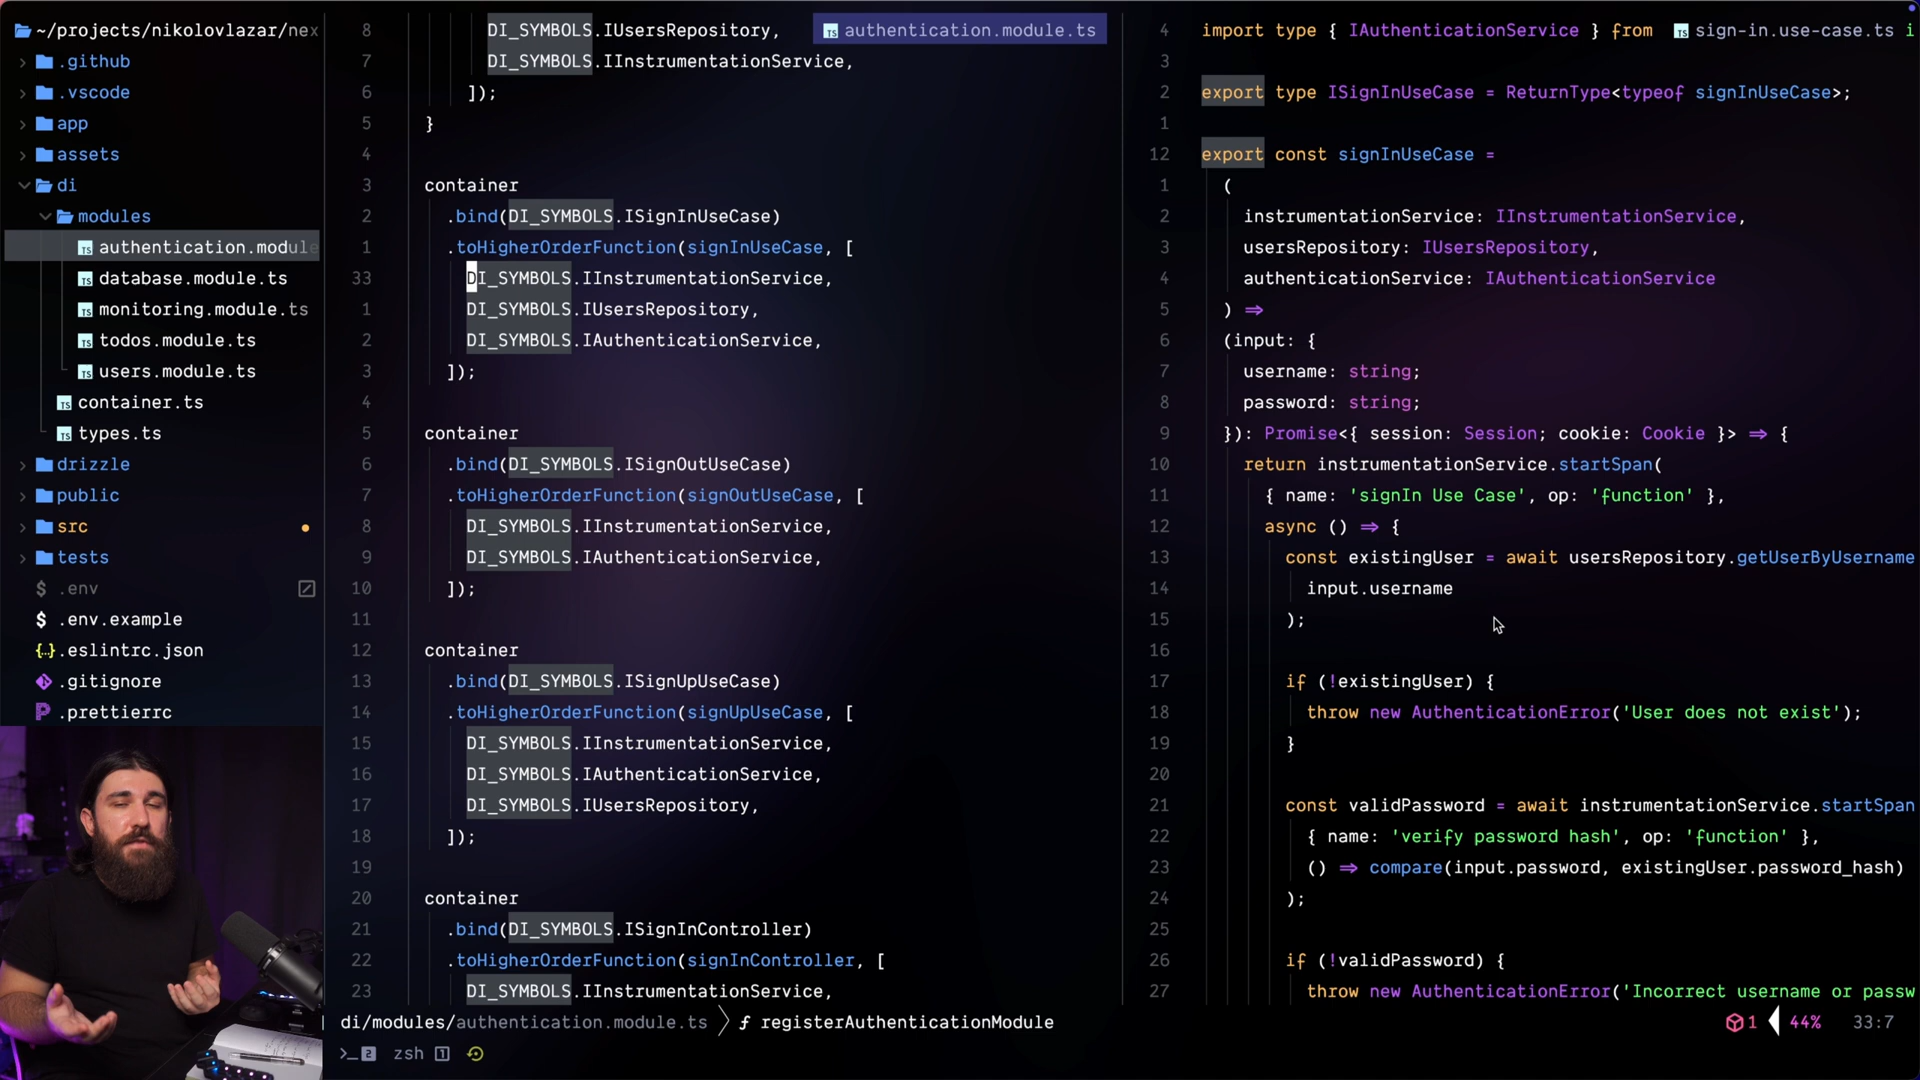 ~/projects/nikolovlazar/nex
.github
.vscode
app
assets
di
modules
authentication.module
database.module.ts
monitoring.module.ts
todos.module.ts
users.module.ts
container.ts
types.ts
drizzle
public
src
tests
$ .env
$ .env.example
{..} .eslintrc.json
.gitignore
.prettierrc
authentication.module.ts
8 DI_SYMBOLS.IUsersRepository,
7 DI_SYMBOLS.IInstrumentationService,
6 ]);
5 }
4
3 container
2 .bind(DI_SYMBOLS.ISignInUseCase)
1 .toHigherOrderFunction(signInUseCase, [
33 DI_SYMBOLS.IInstrumentationService,
1 DI_SYMBOLS.IUsersRepository,
2 DI_SYMBOLS.IAuthenticationService,
3 ]);
4
5 container
6 .bind(DI_SYMBOLS.ISignOutUseCase)
7 .toHigherOrderFunction(signOutUseCase, [
8 DI_SYMBOLS.IInstrumentationService,
9 DI_SYMBOLS.IAuthenticationService,
10 ]);
11
12 container
13 .bind(DI_SYMBOLS.ISignUpUseCase)
14 .toHigherOrderFunction(signUpUseCase, [
15 DI_SYMBOLS.IInstrumentationService,
16 DI_SYMBOLS.IAuthenticationService,
17 DI_SYMBOLS.IUsersRepository,
18 ]);
19
20 container
21 .bind(DI_SYMBOLS.ISignInController)
22 .toHigherOrderFunction(signInController, [
23 DI_SYMBOLS.IInstrumentationService,
4 import type { IAuthenticationService } from sign-in.use-case.ts i
3
2 export type ISignInUseCase = ReturnType<typeof signInUseCase>;
1
12 export const signInUseCase =
1 (
2 instrumentationService: IInstrumentationService,
3 usersRepository: IUsersRepository,
4 authenticationService: IAuthenticationService
5 ) ⇒
6 (input: {
7 username: string;
8 password: string;
9 }): Promise<{ session: Session; cookie: Cookie }> ⇒ {
10 return instrumentationService.startSpan(
11 { name: 'signIn Use Case', op: 'function' },
12 async () ⇒ {
13 const existingUser = await usersRepository.getUserByUsername
14 input.username
15 );
16
17 if (!existingUser) {
18 throw new AuthenticationError('User does not exist');
19 }
20
21 const validPassword = await instrumentationService.startSpan
22 { name: 'verify password hash', op: 'function' },
23 () ⇒ compare(input.password, existingUser.password_hash)
24 );
25
26 if (!validPassword) {
27 throw new AuthenticationError('Incorrect username or passw
di/modules/authentication.module.ts > ƒ registerAuthenticationModule
1 44% 33:7
>_ 2 zsh 1